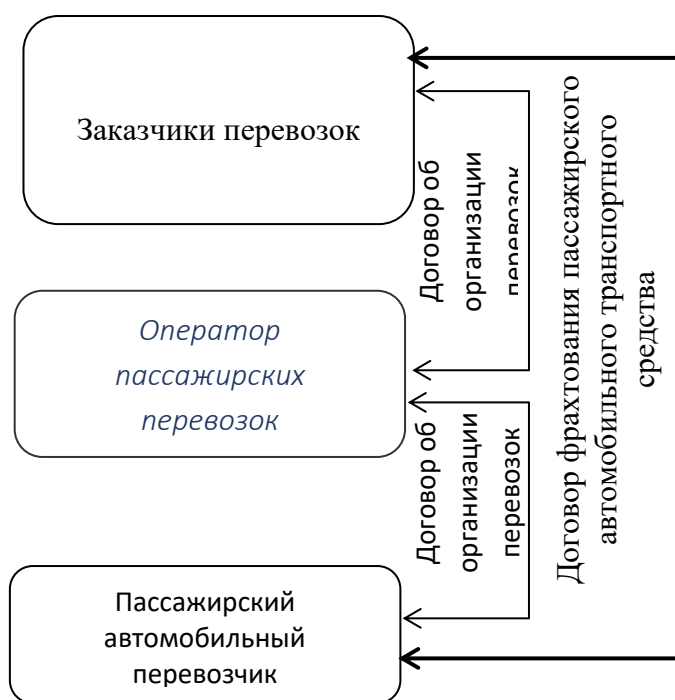 Заказчики перевозок
Договор об
организации
перевозок
Договор фрахтования пассажирского
автомобильного транспортного
средства
Оператор
пассажирских
перевозок
Договор об
организации
перевозок
Пассажирский
автомобильный
перевозчик